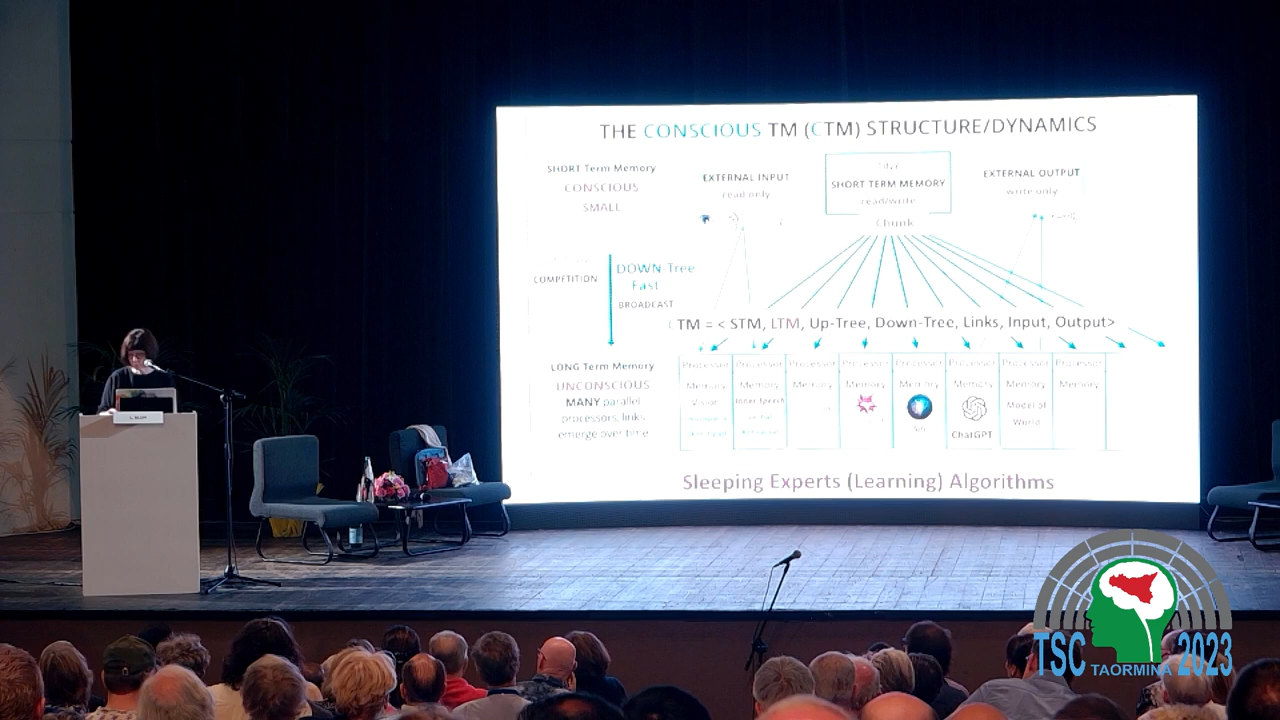 THE CONSCIOUS TM (CTM) STRUCTURE/DYNAMICS
SHORT Term Memory
CONSCIOUS
SMALL
EXTERNAL INPUT
read only
SHORT TERM MEMORY
read/write
Chunk
EXTERNAL OUTPUT
write only
COMPETITION
DOWN-Tree
Fast
BROADCAST
CTM = < STM, LTM, Up-Tree, Down-Tree, Links, Input, Output>
LONG Term Memory
UNCONSCIOUS
MANY parallel
processors, links
emerge over time
Processor
Memory
Processor
Memory
Inner Speech
Processor
Memory
Processor
Memory
Processor
Memory
Siri
Processor
Memory
ChatGPT
Processor
Memory
Model of
World
Processor
Memory
Sleeping Experts (Learning) Algorithms
L. BLUM
TSC TAORMINA 2023